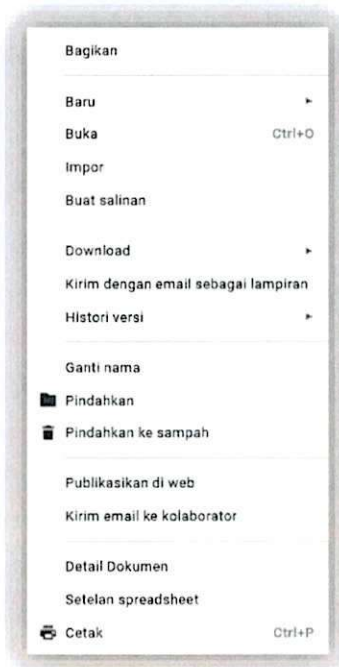 Bagikan
Baru
Buka Ctrl+O
Impor
Buat salinan
Download
Kirim dengan email sebagai lampiran
Histori versi
Ganti nama
Pindahkan
Pindahkan ke sampah
Publikasikan di web
Kirim email ke kolaborator
Detail Dokumen
Setelan spreadsheet
Cetak Ctrl+P